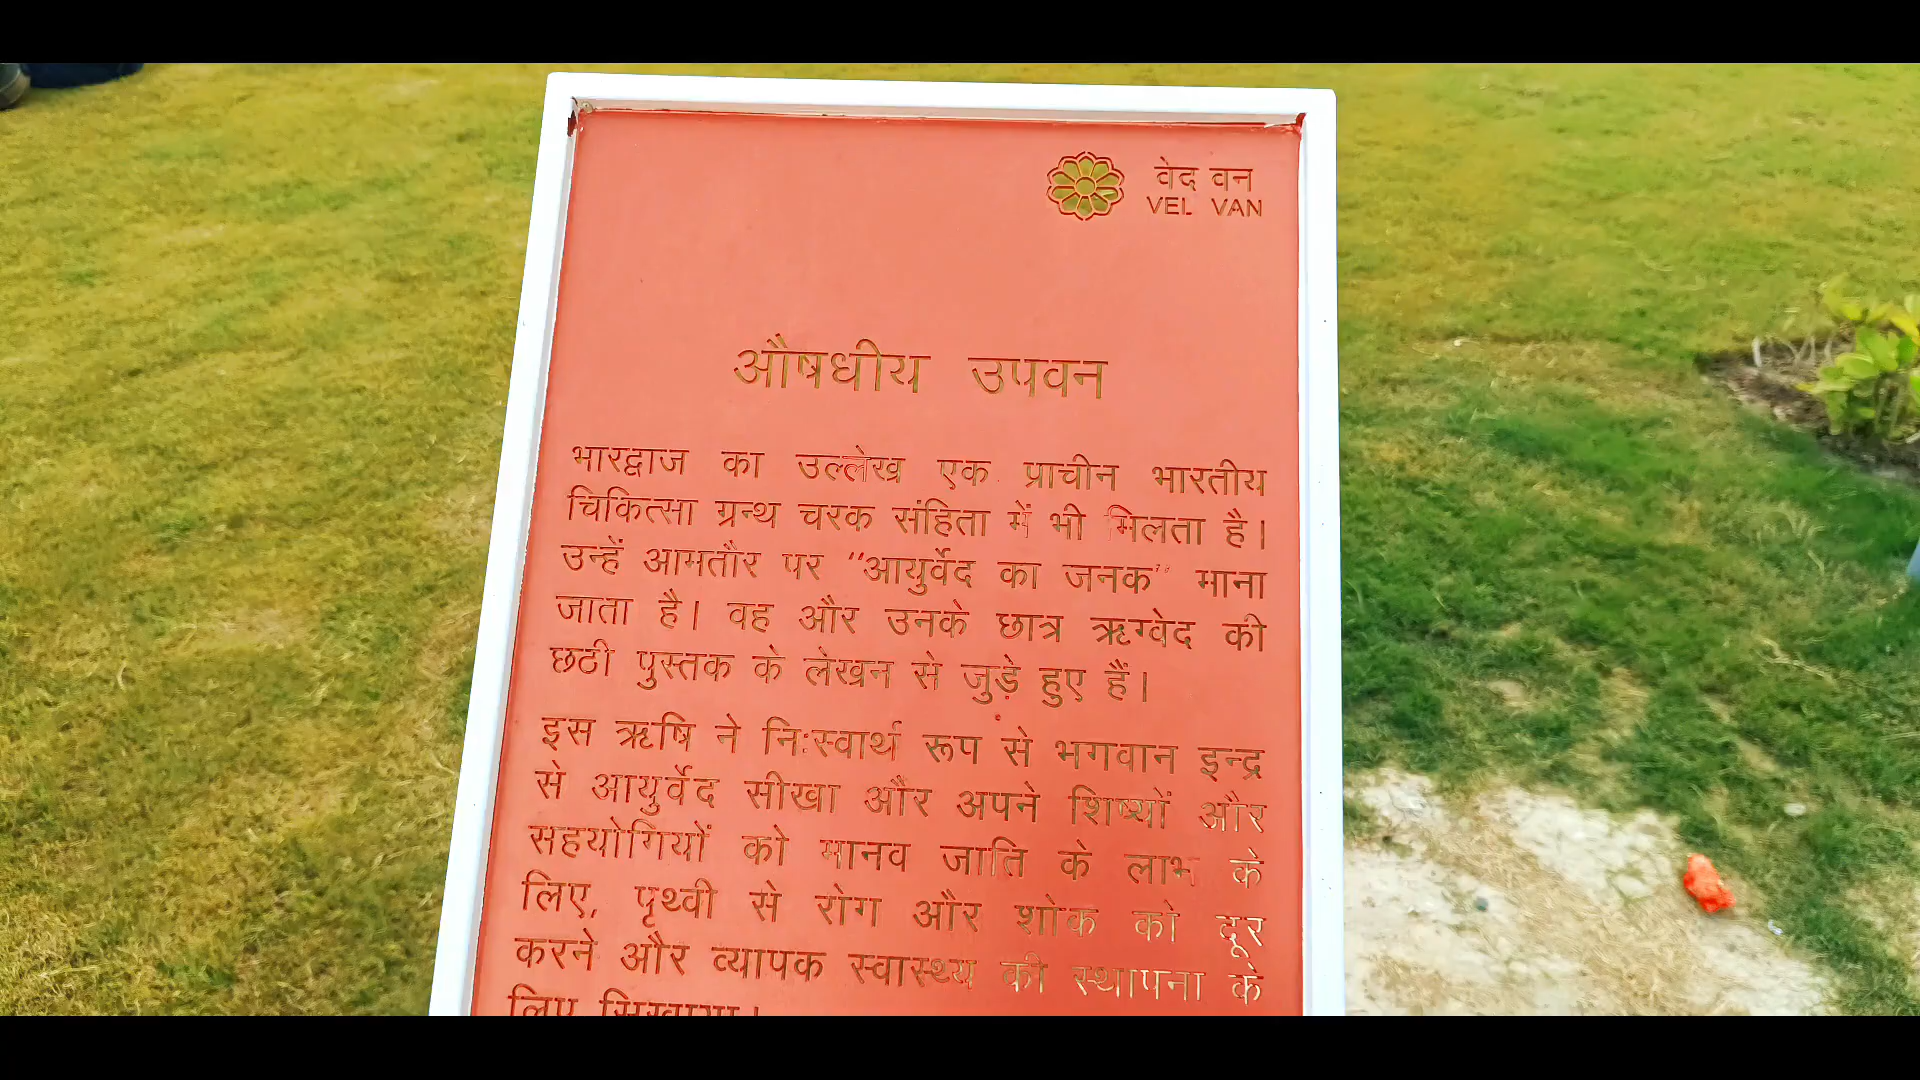 वेद वन
VEL VAN
औषधीय उपवन
भारद्वाज का उल्लेख एक प्राचीन भारतीय
चिकित्सा ग्रन्थ चरक संहिता में भी मिलता है।
उन्हें आमतौर पर "आयुर्वेद का जनक" माना
जाता है। वह और उनके छात्र ऋग्वेद की
छठी पुस्तक के लेखन से जुड़े हुए हैं।
इस ऋषि ने निःस्वार्थ रूप से भगवान इन्द्र
से आयुर्वेद सीखा और अपने शिष्यों और
सहयोगियों को मानव जाति के लाभ के
लिए, पृथ्वी से रोग और शोक को दूर
करने और व्यापक स्वास्थ्य की स्थापना के
लिए सिखाया।